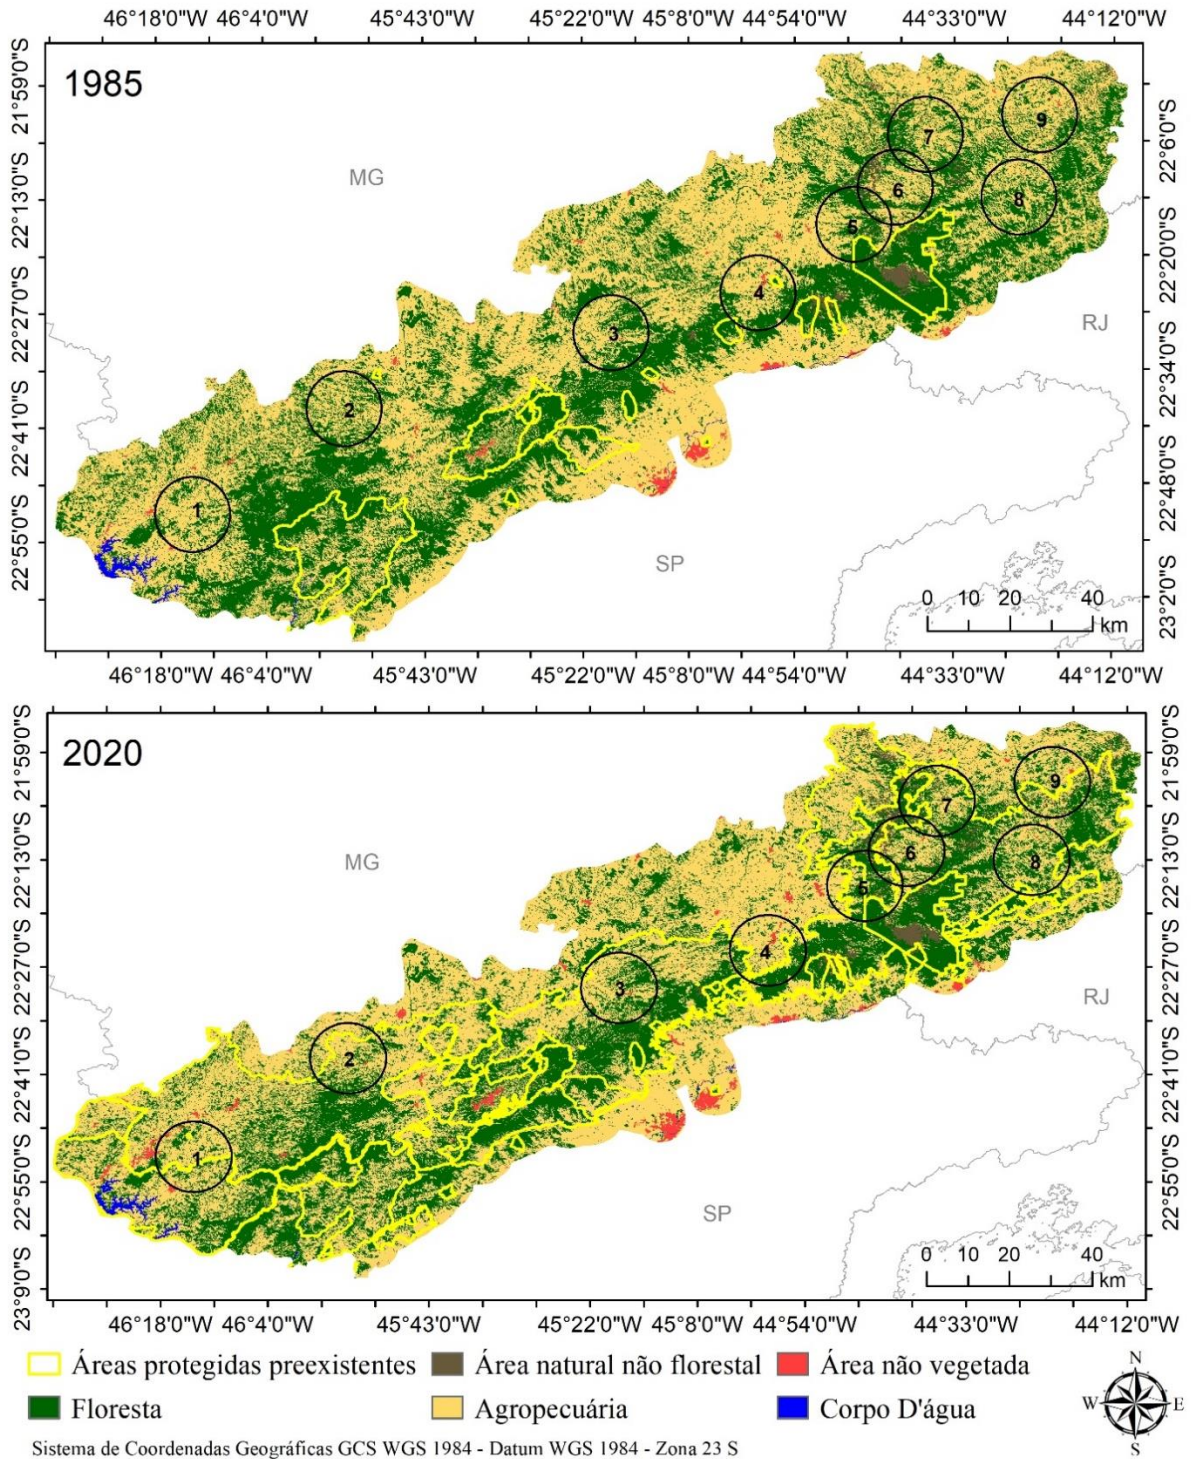 46°18'0"W 46°4'0"W 45°43'0"W 45°22'0"W 45°8'0"W 44°54'0"W 44°33'0"W 44°12'0"W
1985
21°59'0"S
22°13'0"S
22°27'0"S
22°41'0"S
22°55'0"S
22°6'0"S
22°20'0"S
22°34'0"S
22°48'0"S
23°2'0"S
MG
RJ
SP
9
7
6
8
5
4
3
2
1
0 10 20 40
km
46°18'0"W 46°4'0"W 45°43'0"W 45°22'0"W 45°8'0"W 44°54'0"W 44°33'0"W 44°12'0"W
2020
21°59'0"S
22°13'0"S
22°27'0"S
22°41'0"S
22°55'0"S
23°9'0"S
21°59'0"S
22°13'0"S
22°27'0"S
22°41'0"S
22°55'0"S
MG
RJ
SP
9
7
6
8
5
4
3
2
1
0 10 20 40
km
46°18'0"W 46°4'0"W 45°43'0"W 45°22'0"W 45°8'0"W 44°54'0"W 44°33'0"W 44°12'0"W
Áreas protegidas preexistentes Área natural não florestal Área não vegetada
Floresta Agropecuária Corpo D'água
N
W E
S
Sistema de Coordenadas Geográficas GCS WGS 1984 - Datum WGS 1984 - Zona 23 S